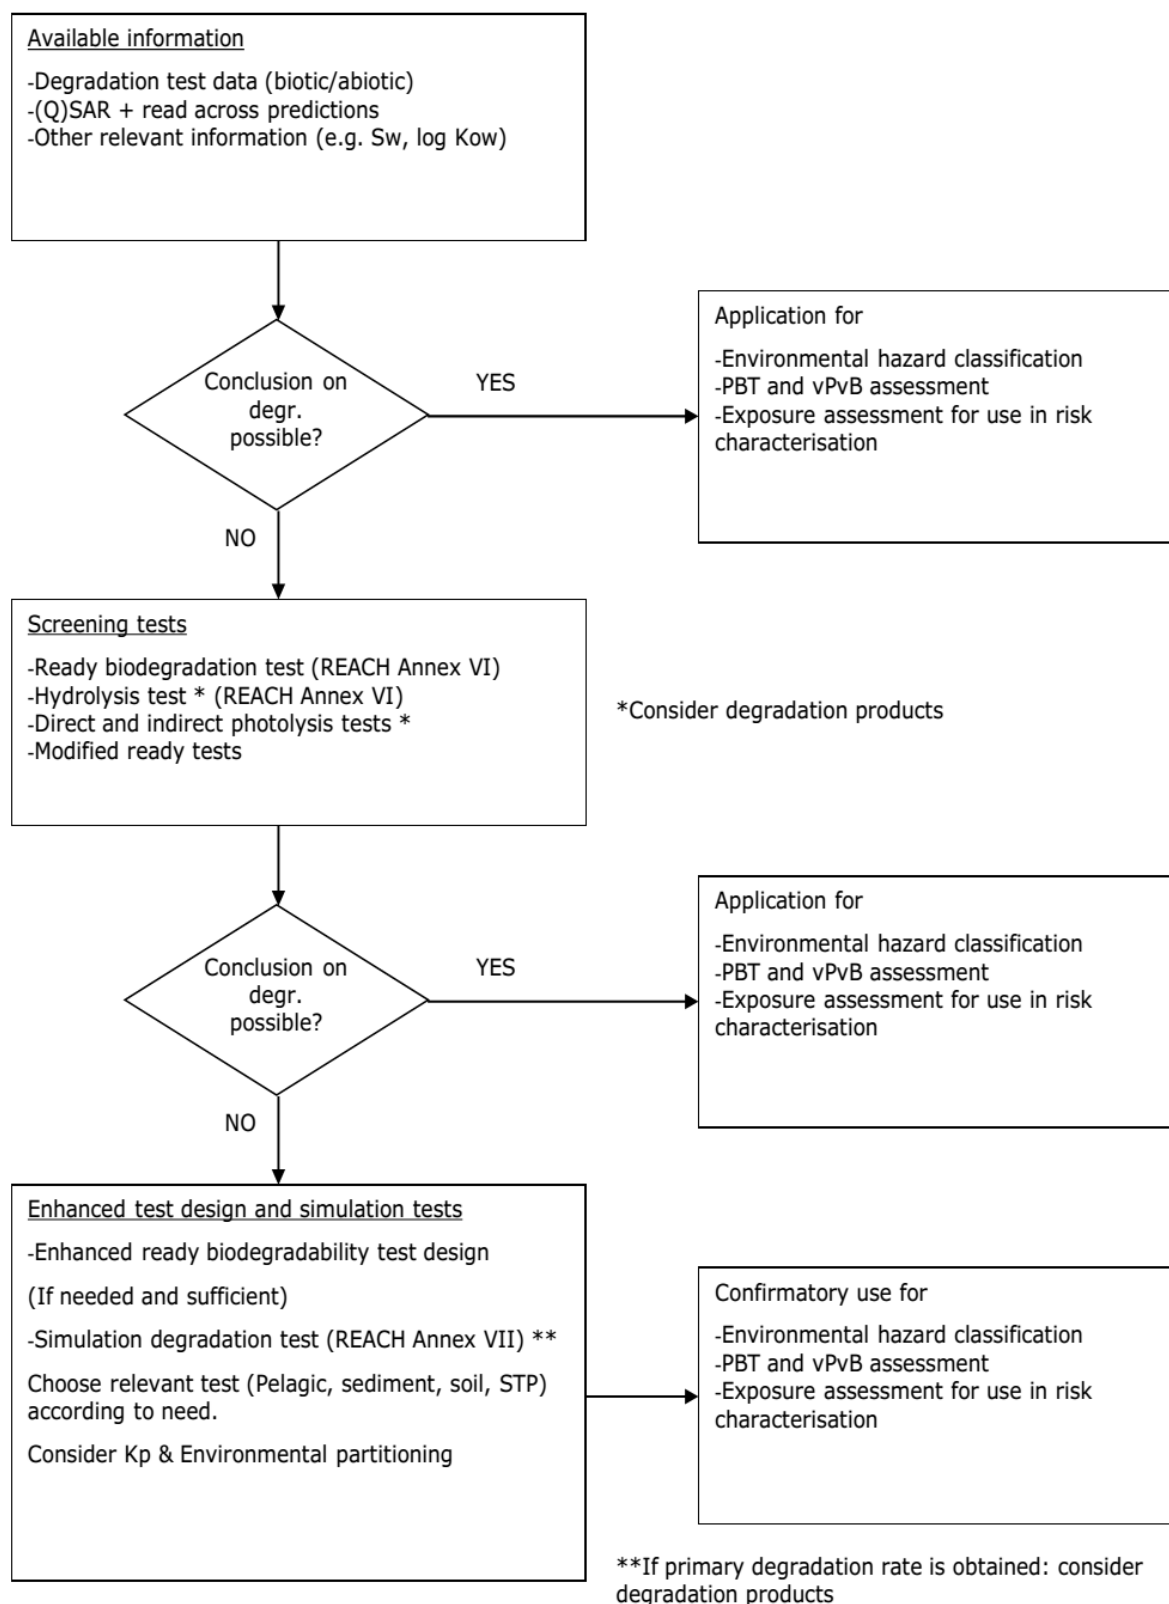 Available information
-Degradation test data (biotic/abiotic)
-(Q)SAR + read across predictions
-Other relevant information (e.g. Sw, log Kow)
Conclusion on
degr.
possible?
YES
Application for
-Environmental hazard classification
-PBT and vPvB assessment
-Exposure assessment for use in risk
characterisation
NO
Screening tests
-Ready biodegradation test (REACH Annex VI)
-Hydrolysis test * (REACH Annex VI)
-Direct and indirect photolysis tests *
-Modified ready tests
*Consider degradation products
Conclusion on
degr.
possible?
YES
Application for
-Environmental hazard classification
-PBT and vPvB assessment
-Exposure assessment for use in risk
characterisation
NO
Enhanced test design and simulation tests
-Enhanced ready biodegradability test design
(If needed and sufficient)
-Simulation degradation test (REACH Annex VII) **
Choose relevant test (Pelagic, sediment, soil, STP)
according to need.
Consider Kp & Environmental partitioning
Confirmatory use for
-Environmental hazard classification
-PBT and vPvB assessment
-Exposure assessment for use in risk
characterisation
**If primary degradation rate is obtained: consider
degradation products